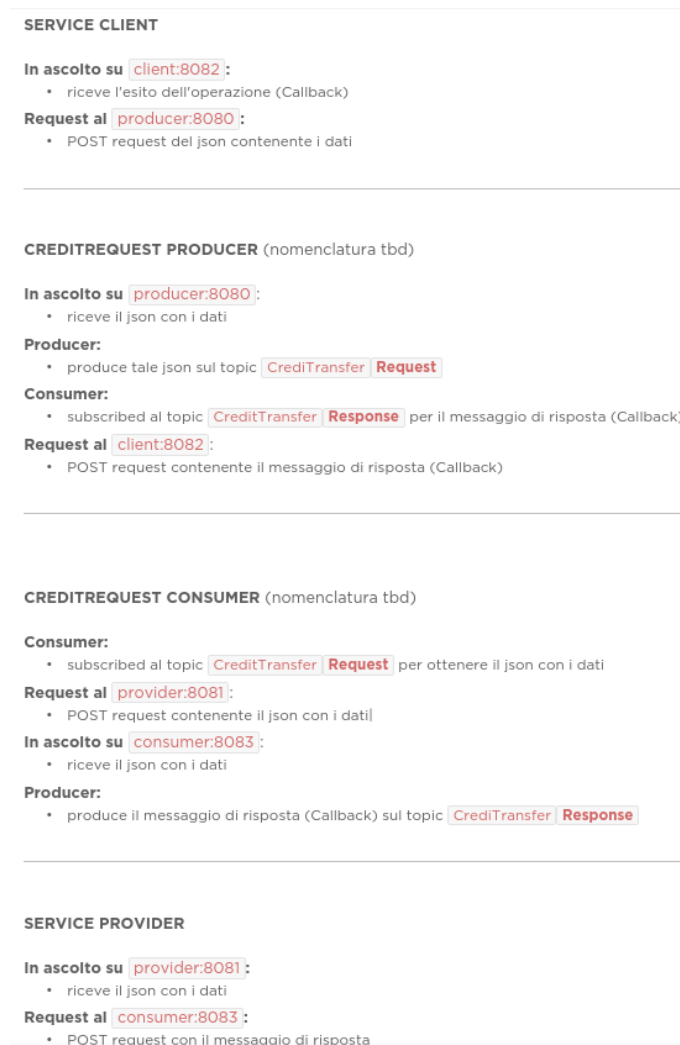 SERVICE CLIENT
In ascolto su client:8082 :
• riceve l'esito dell'operazione (Callback)
Request al producer:8080 :
• POST request del json contenente i dati
CREDITREQUEST PRODUCER (nomenclatura tbd)
In ascolto su producer:8080 :
• riceve il json con i dati
Producer:
• produce tale json sul topic CrediTransfer Request
Consumer:
• subscribed al topic CreditTransfer Response per il messaggio di risposta (Callback)
Request al client:8082 :
• POST request contenente il messaggio di risposta (Callback)
CREDITREQUEST CONSUMER (nomenclatura tbd)
Consumer:
• subscribed al topic CreditTransfer Request per ottenere il json con i dati
Request al provider:8081 :
• POST request contenente il json con i dati
In ascolto su consumer:8083 :
• riceve il json con i dati
Producer:
• produce il messaggio di risposta (Callback) sul topic CrediTransfer Response
SERVICE PROVIDER
In ascolto su provider:8081 :
• riceve il json con i dati
Request al consumer:8083 :
• POST request con il messaggio di risposta